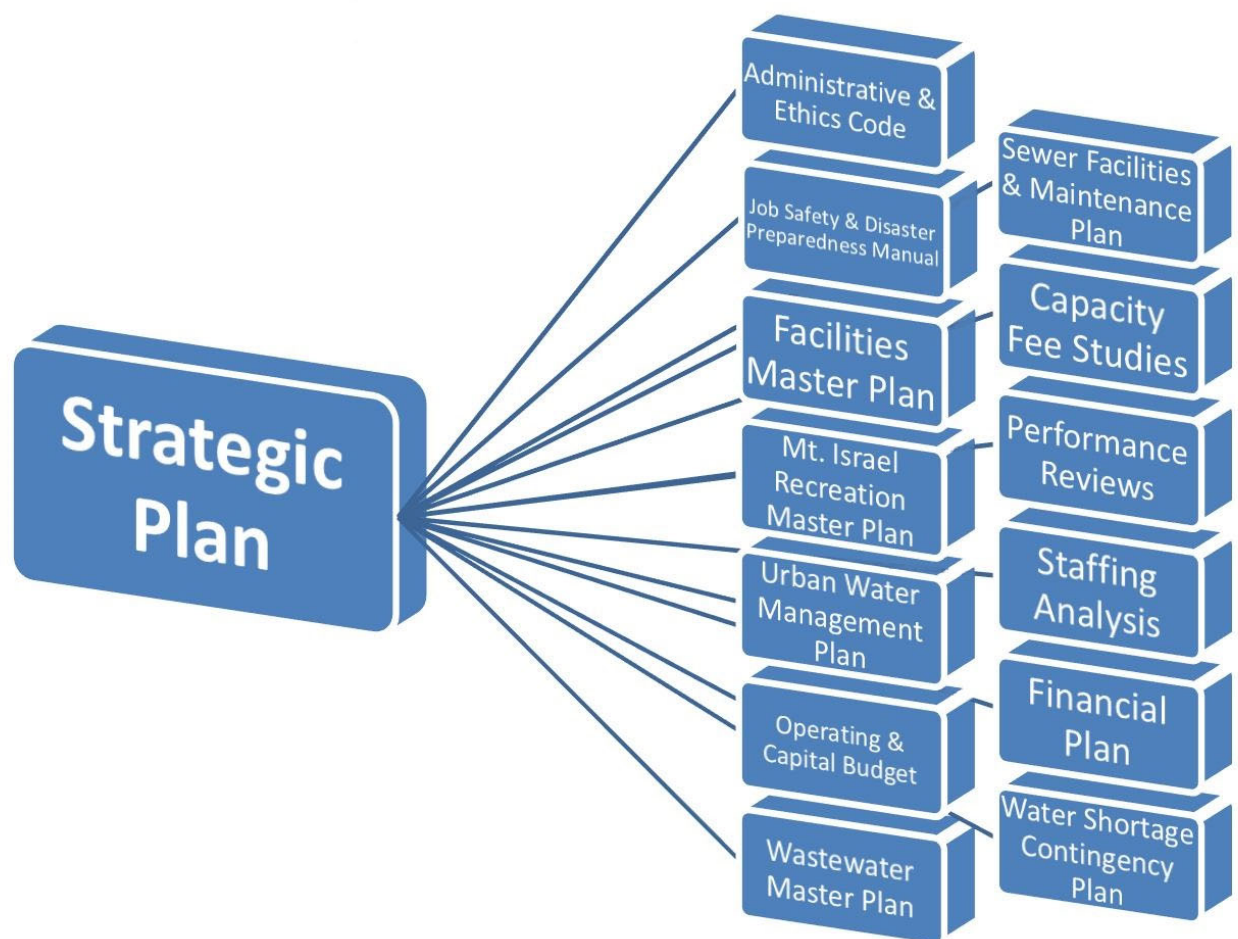 Strategic
Plan
Administrative &
Ethics Code
Job Safety & Disaster
Preparedness Manual
Facilities
Master Plan
Mt. Israel
Recreation
Master Plan
Urban Water
Management
Plan
Operating &
Capital Budget
Wastewater
Master Plan
Sewer Facilities
& Maintenance
Plan
Capacity
Fee Studies
Performance
Reviews
Staffing
Analysis
Financial
Plan
Water Shortage
Contingency
Plan